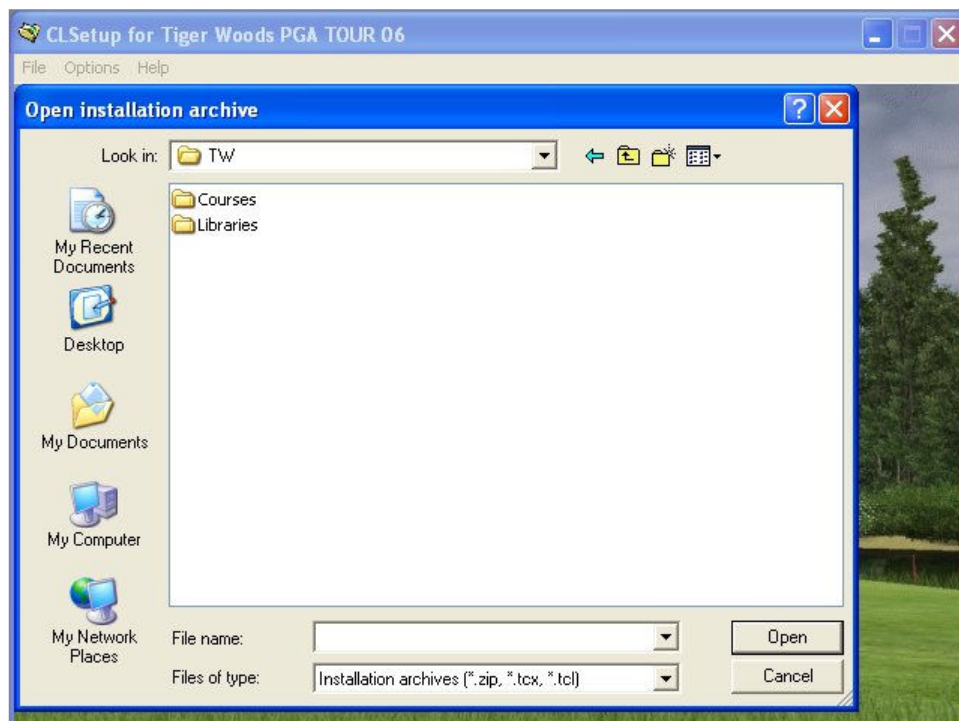 CLSetup for Tiger Woods PGA TOUR 06
File Options Help
Open installation archive
Look in: TW
Courses
Libraries
My Recent
Documents
Desktop
My Documents
My Computer
My Network
Places
File name:
Open
Files of type: Installation archives (*.zip, *.tcx, *.tcl)
Cancel